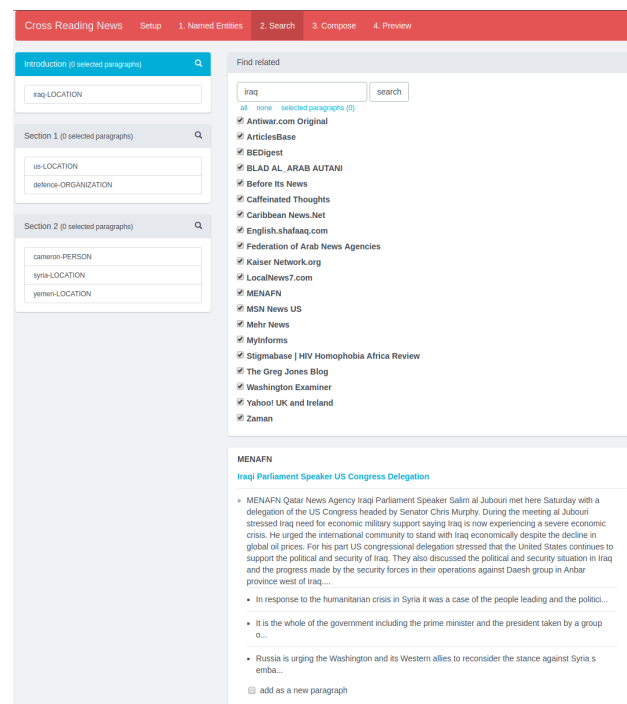 Cross Reading News Setup 1. Named Entities 2. Search 3. Compose 4. Preview
Introduction (0 selected paragraphs)
iraq-LOCATION
Section 1 (0 selected paragraphs)
us-LOCATION
defence-ORGANIZATION
Section 2 (0 selected paragraphs)
cameron-PERSON
syria-LOCATION
yemen-LOCATION
Find related
iraq search
all none selected paragraphs (0)
Antiwar.com Original
ArticlesBase
BEDigest
BLAD AL_ARAB AUTANI
Before Its News
Caffeinated Thoughts
Caribbean News.Net
English.shafaaq.com
Federation of Arab News Agencies
Kaiser Network.org
LocalNews7.com
MENAFN
MSN News US
Mehr News
MyInforms
Stigmabase | HIV Homophobia Africa Review
The Greg Jones Blog
Washington Examiner
Yahoo! UK and Ireland
Zaman
MENAFN
Iraqi Parliament Speaker US Congress Delegation
MENAFN Qatar News Agency Iraqi Parliament Speaker Salim al Jubouri met here Saturday with a
delegation of the US Congress headed by Senator Chris Murphy. During the meeting al Jubouri
stressed Iraq need for economic military support saying Iraq is now experiencing a severe economic
crisis. He urged the international community to stand with Iraq economically despite the decline in
global oil prices. For his part US congressional delegation stressed that the United States continues to
support the political and security of Iraq. They also discussed the political and security situation in Iraq
and the progress made by the security forces in their operations against Daesh group in Anbar
province west of Iraq....
In response to the humanitarian crisis in Syria it was a case of the people leading and the politici...
It is the whole of the government including the prime minister and the president taken by a group
o...
Russia is urging the Washington and its Western allies to reconsider the stance against Syria s
emba...
add as a new paragraph